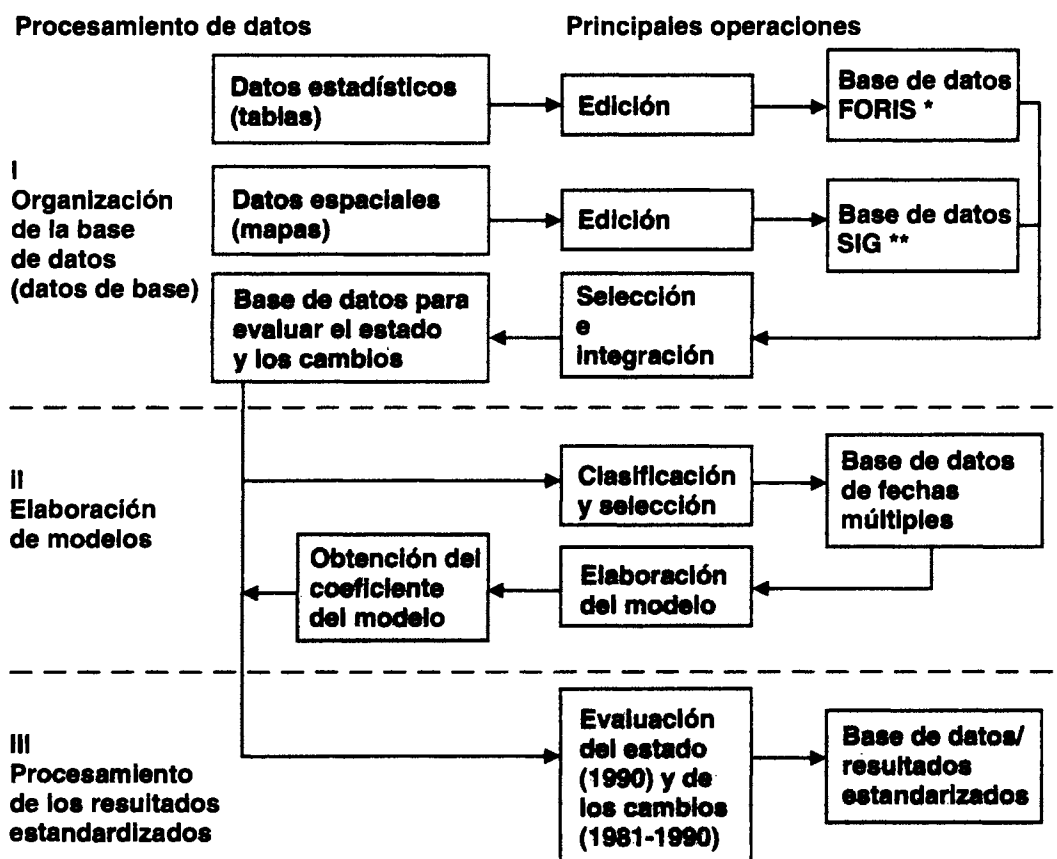 Procesamiento de datos
Principales operaciones
Datos estadísticos
(tablas)
Edición
Base de datos
FORIS *
I
Organización
de la base
de datos
(datos de base)
Datos espaciales
(mapas)
Edición
Base de datos
SIG **
Base de datos para
evaluar el estado
y los cambios
Selección
e
integración
II
Elaboración
de modelos
Clasificación
y selección
Base de datos
de fechas
múltiples
Obtención del
coeficiente
del modelo
Elaboración
del modelo
III
Procesamiento
de los resultados
estandardizados
Evaluación
del estado
(1990) y de
los cambios
(1981-1990)
Base de datos/
resultados
estandarizados